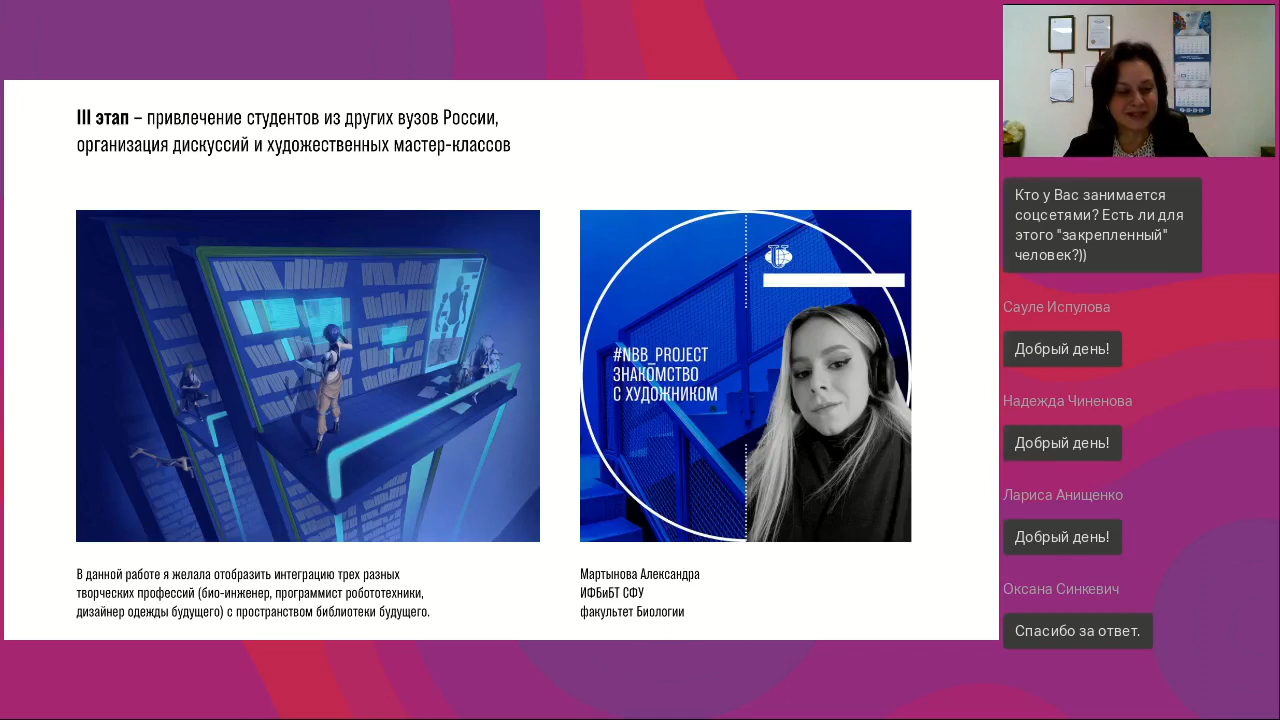 III этап – привлечение студентов из других вузов России,
организация дискуссий и художественных мастер-классов
#NBB_PROJECT
ЗНАКОМСТВО
С ХУДОЖНИКОМ
В данной работе я желала отобразить интеграцию трех разных
творческих профессий (био-инженер, программист робототехники,
дизайнер одежды будущего) с пространством библиотеки будущего.
Мартынова Александра
ИФБиБТ СФУ
факультет Биологии
Кто у Вас занимается
соцсетями? Есть ли для
этого "закрепленный"
человек?))
Сауле Испулова
Добрый день!
Надежда Чиненова
Добрый день!
Лариса Анищенко
Добрый день!
Оксана Синкевич
Спасибо за ответ.